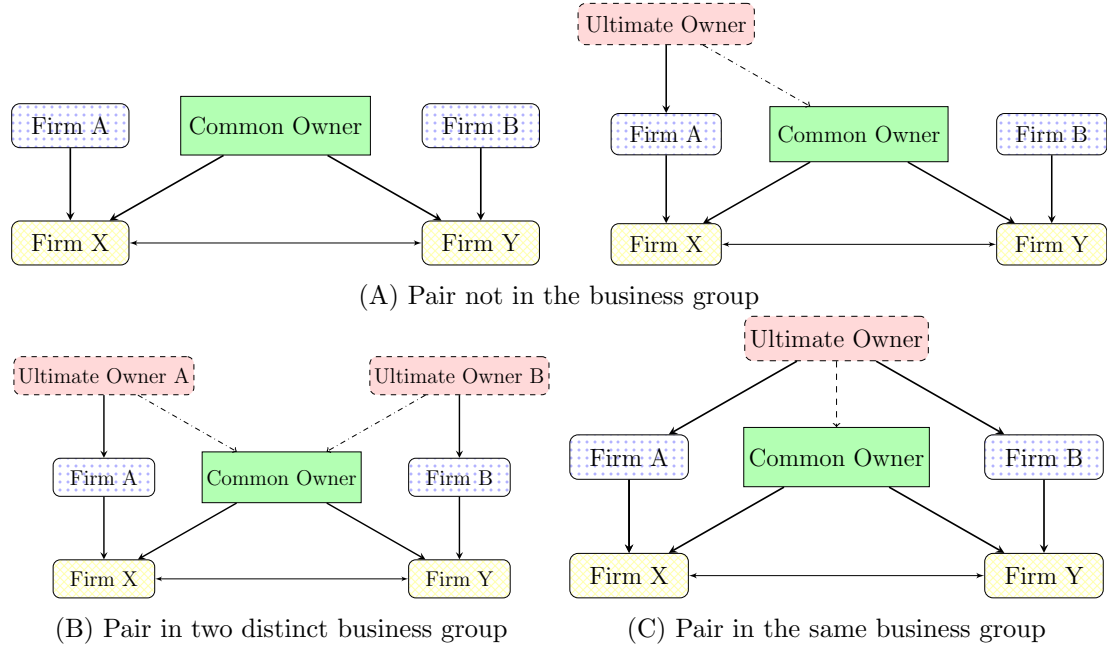 Ultimate Owner
Firm A
Common Owner
Firm B
Firm X
Firm Y
Firm A
Common Owner
Firm B
Firm X
Firm Y
(A) Pair not in the business group
Ultimate Owner A
Ultimate Owner B
Firm A
Common Owner
Firm B
Firm X
Firm Y
(B) Pair in two distinct business group
Ultimate Owner
Firm A
Common Owner
Firm B
Firm X
Firm Y
(C) Pair in the same business group